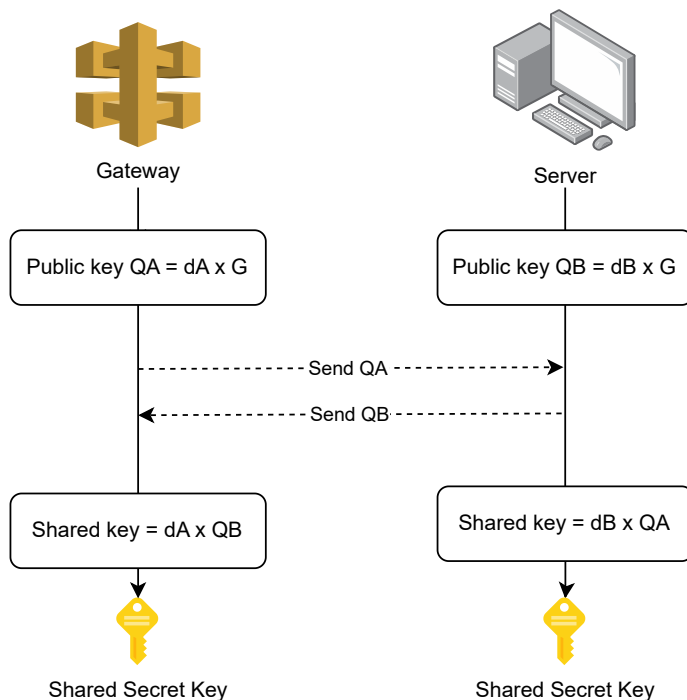 Gateway
Server
Public key QA = dA x G
Public key QB = dB x G
Send QA
Send QB
Shared key = dA x QB
Shared key = dB x QA
Shared Secret Key
Shared Secret Key